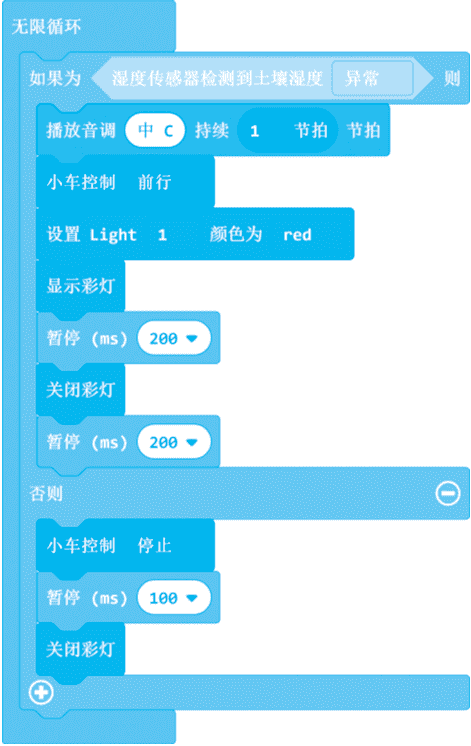 无限循环
如果为 湿度传感器检测到土壤湿度 异常 则
播放音调 中 C 持续 1 节拍 节拍
小车控制 前行
设置 Light 1 颜色为 red
显示彩灯
暂停 (ms) 200
关闭彩灯
暂停 (ms) 200
否则
小车控制 停止
暂停 (ms) 100
关闭彩灯